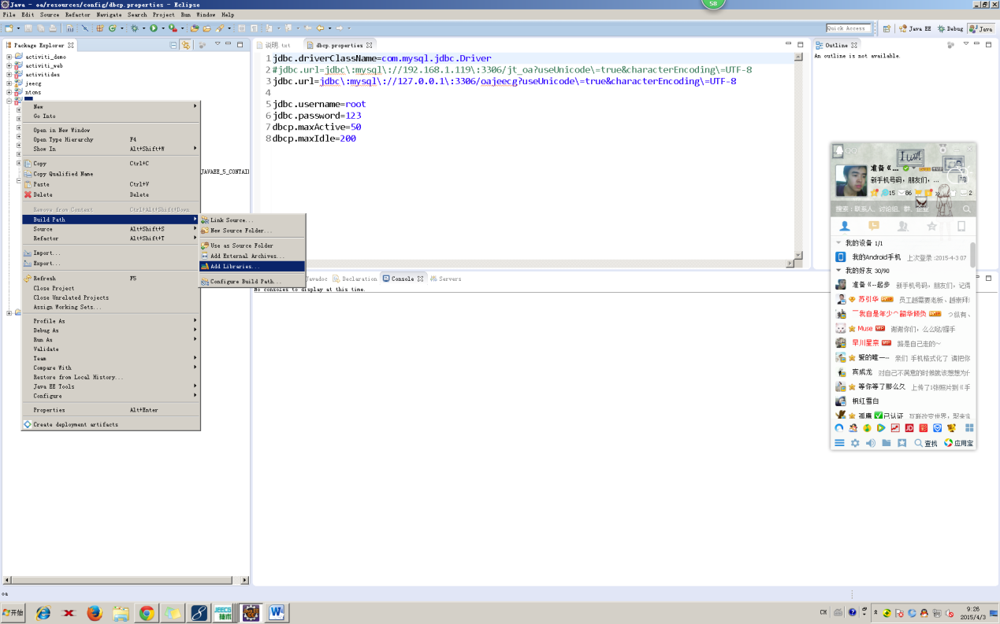 Java - oa/resources/config/dbcp.properties - Eclipse
58
File Edit Source Refactor Navigate Search Project Run Window Help
Quick Access
Java EE
Debug
Java
Package Explorer
activiti_demo
activiti_web
activitides
jeecg
ntcms
_JAVAEE_5_CONTAI
New
Go Into
Open in New Window
Open Type Hierarchy F4
Show In Alt+Shift+W
Copy Ctrl+C
Copy Qualified Name
Paste Ctrl+V
Delete Delete
Remove from Context Ctrl+Alt+Shift+Down
Build Path
Source Alt+Shift+S
Refactor Alt+Shift+T
Import...
Export...
Refresh F5
Close Project
Close Unrelated Projects
Assign Working Sets...
Profile As
Debug As
Run As
Validate
Team
Compare With
Restore from Local History...
Java EE Tools
Configure
Properties Alt+Enter
Create deployment artifacts
Link Source...
New Source Folder...
Use as Source Folder
Add External Archives...
Add Libraries...
Configure Build Path...
说明.txt
dbcp.properties
1 jdbc.driverClassName=com.mysql.jdbc.Driver
2 #jdbc.url=jdbc\:mysql\://192.168.1.119\:3306/jt_oa?useUnicode\=true&characterEncoding\=UTF-8
3 jdbc.url=jdbc\:mysql\://127.0.0.1\:3306/oajeecg?useUnicode\=true&characterEncoding\=UTF-8
4
5 jdbc.username=root
6 jdbc.password=123
7 dbcp.maxActive=50
8 dbcp.maxIdle=200
Javadoc
Declaration
Console
Servers
No consoles to display at this time.
Outline
An outline is not available.
QQ
I will
准备《...
新手机号码，朋友们，...
15
86
2
搜索：联系人、讨论组、群、企业
我的设备 1/1
我的Android手机 上次登录 :2015-4-3 07
我的好友 30/90
准备《--起步 新手机号码，朋友们，记得
苏引华 员工越需要老板、越崇拜
我自是年少 韶华倾负
Muse VIP 谢谢你们，么么哒/握手
早川星奈 VIP 路是自己走的～
爱的唯一-- 亲们 手机格式化了 请把你
宾成龙 对自己不满意的时候就该想想为什
等你等了那么久 上传了1张照片到《手
枫红雪白
孤鹰 已认证 互联改变世界，
查找
应用宝
oa
开始
JEECG
技术
CH
9:26
2015/4/3